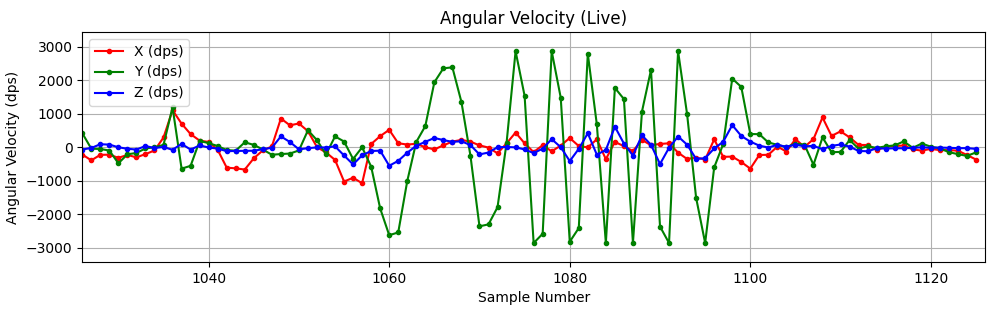 Angular Velocity (Live)
Angular Velocity (dps)
3000
2000
1000
0
−1000
−2000
−3000
X (dps)
Y (dps)
Z (dps)
1040
1060
1080
1100
1120
Sample Number